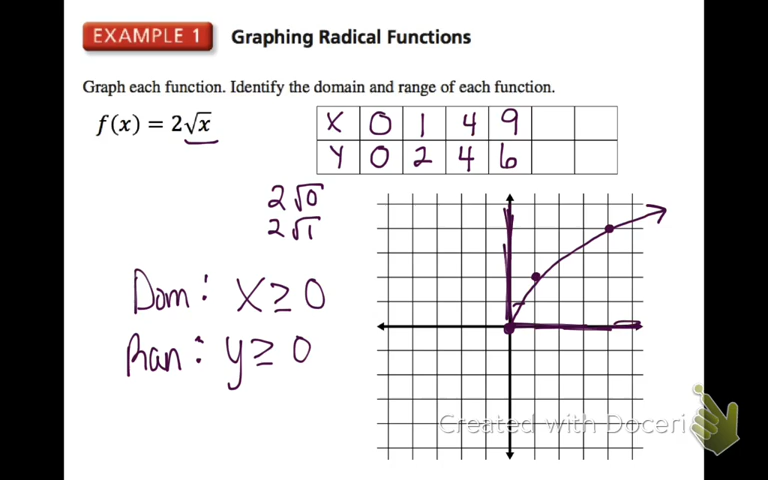 EXAMPLE 1 Graphing Radical Functions
Graph each function. Identify the domain and range of each function.
f(x) = 2√x
X 0 1 4 9
Y 0 2 4 6
2√0
2√1
Dom: X ≥ 0
Ran: y ≥ 0
Created with Doceri